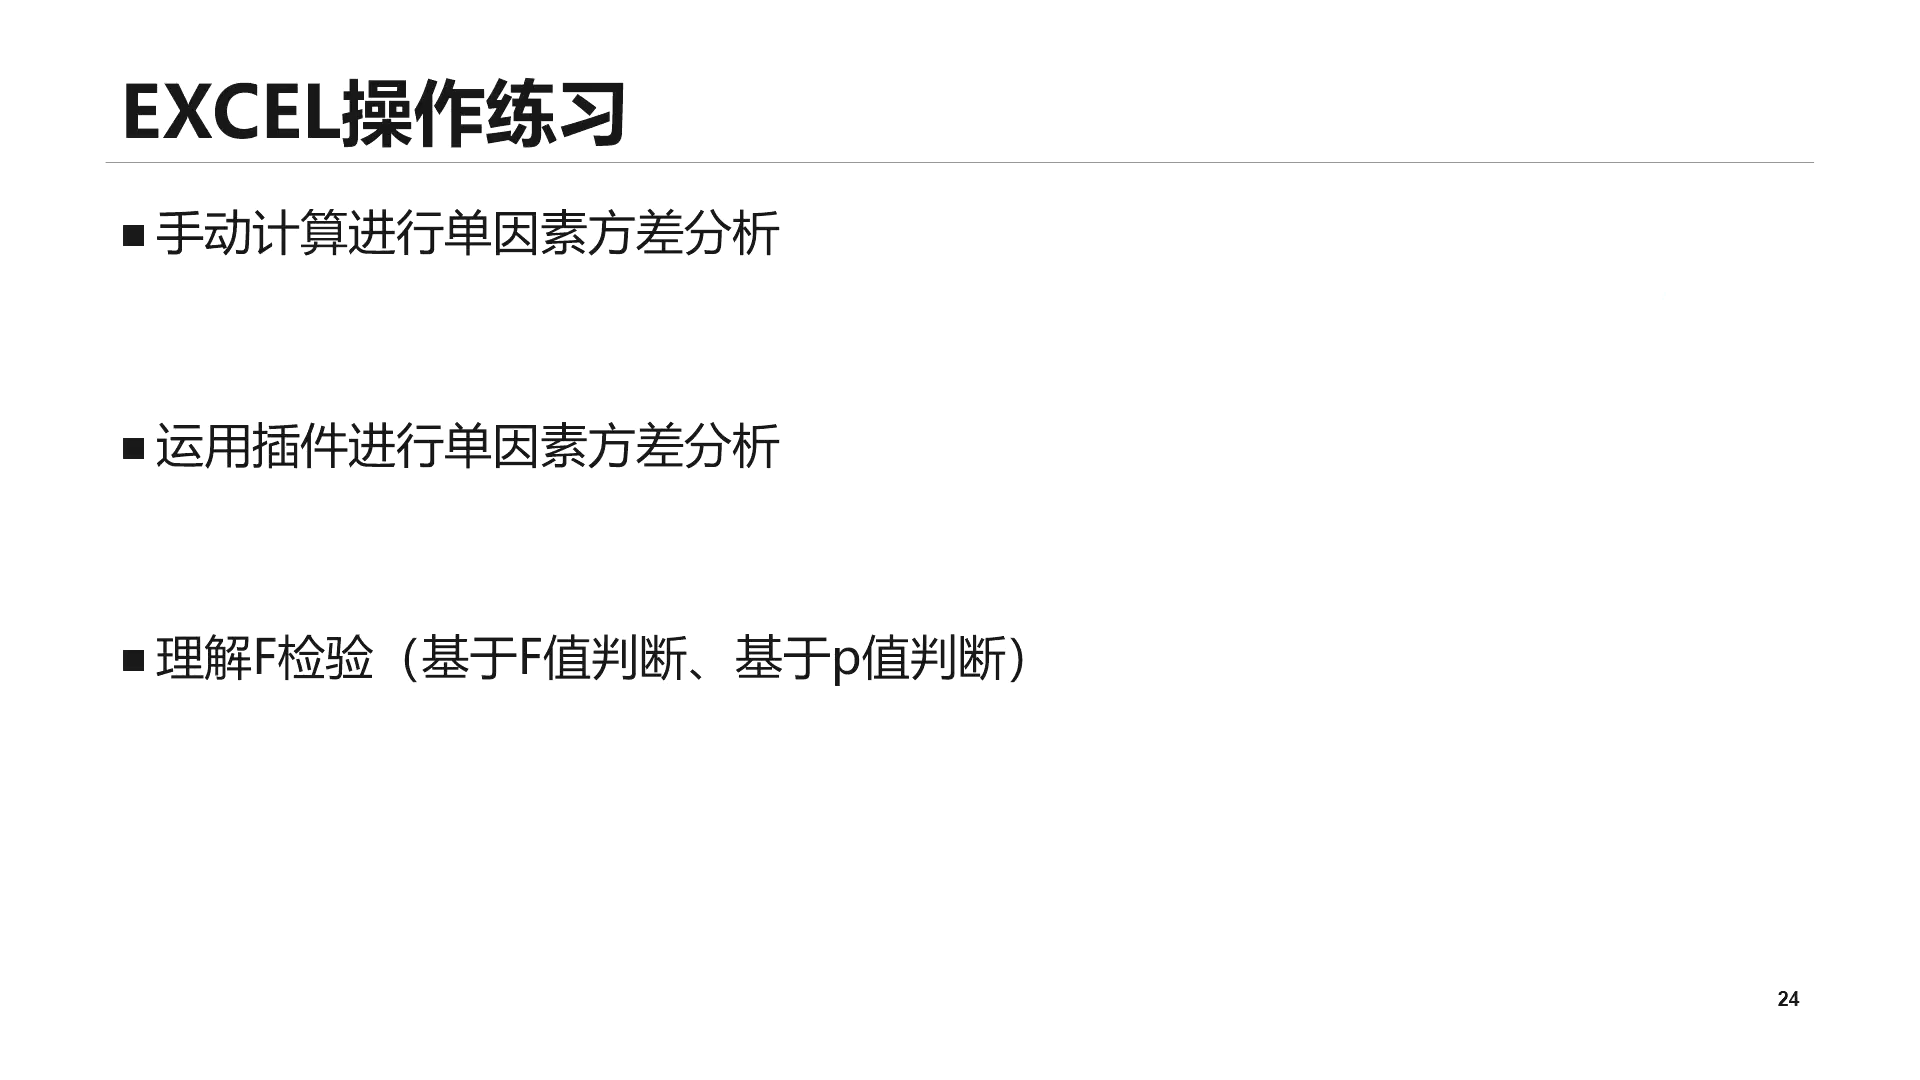 EXCEL操作练习
手动计算进行单因素方差分析
运用插件进行单因素方差分析
理解F检验（基于F值判断、基于p值判断）
24